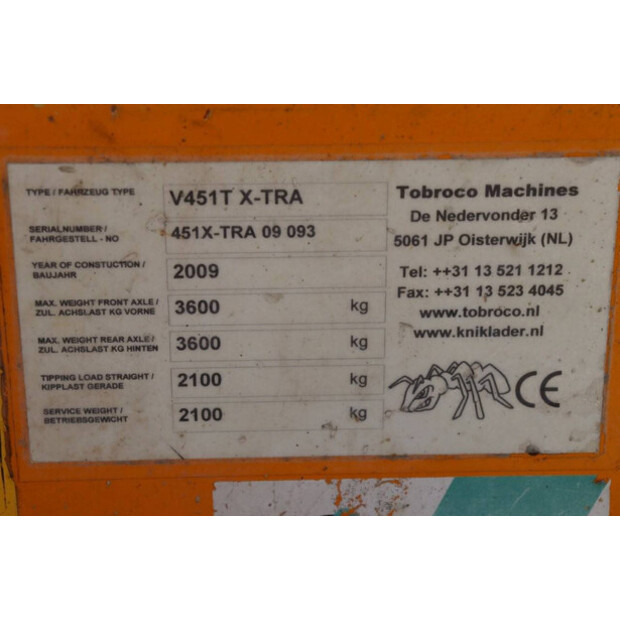 TYPE / FAHRZEUG TYPE
V451T X-TRA
SERIALNUMBER /
FAHRGESTELL - NO
451X-TRA 09 093
YEAR OF CONSTUCTION /
BAUJAHR
2009
MAX. WEIGHT FRONT AXLE /
ZUL. ACHSLAST KG VORNE
3600 kg
MAX. WEIGHT REAR AXLE /
ZUL. ACHSLAST KG HINTEN
3600 kg
TIPPING LOAD STRAIGHT /
KIPPLAST GERADE
2100 kg
SERVICE WEIGHT /
BETRIEBSGEWICHT
2100 kg
Tobroco Machines
De Nedervonder 13
5061 JP Oisterwijk (NL)
Tel: ++31 13 521 1212
Fax: ++31 13 523 4045
www.tobroco.nl
www.kniklader.nl
CE